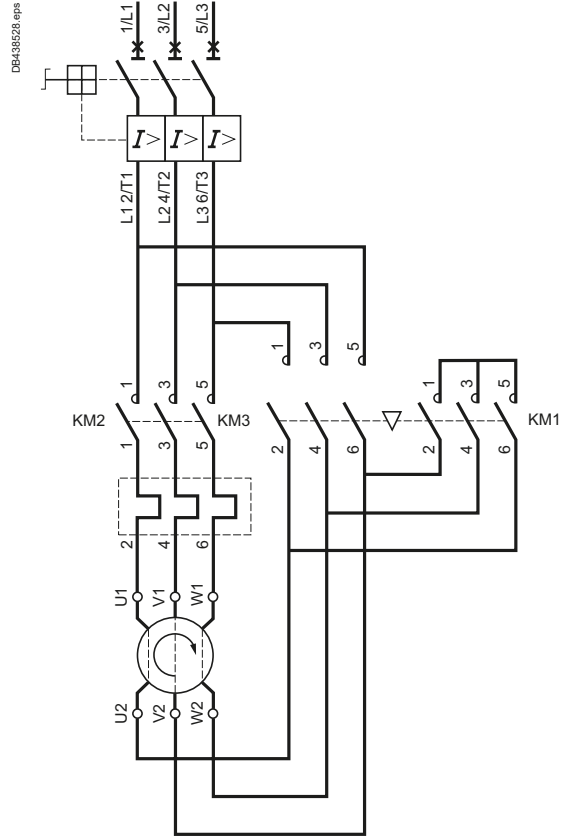 DB438528.eps
1/L1 3/L2 5/L3
I> I> I>
L1 2/T1 L2 4/T2 L3 6/T3
1 3 5
1 3 5
1 3 5
KM2 KM3 KM1
1 3 5
2 4 6
2 4 6
2 4 6
U1 V1 W1
U2 V2 W2